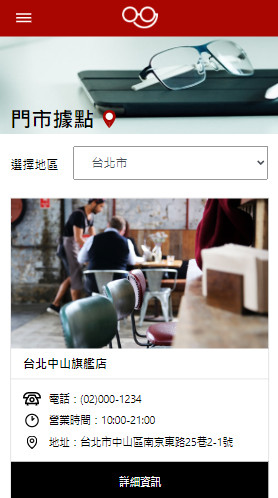 門市據點
選擇地區
台北市
台北中山旗艦店
電話：(02)000-1234
營業時間：10:00-21:00
地址：台北市中山區南京東路25巷2-1號
詳細資訊